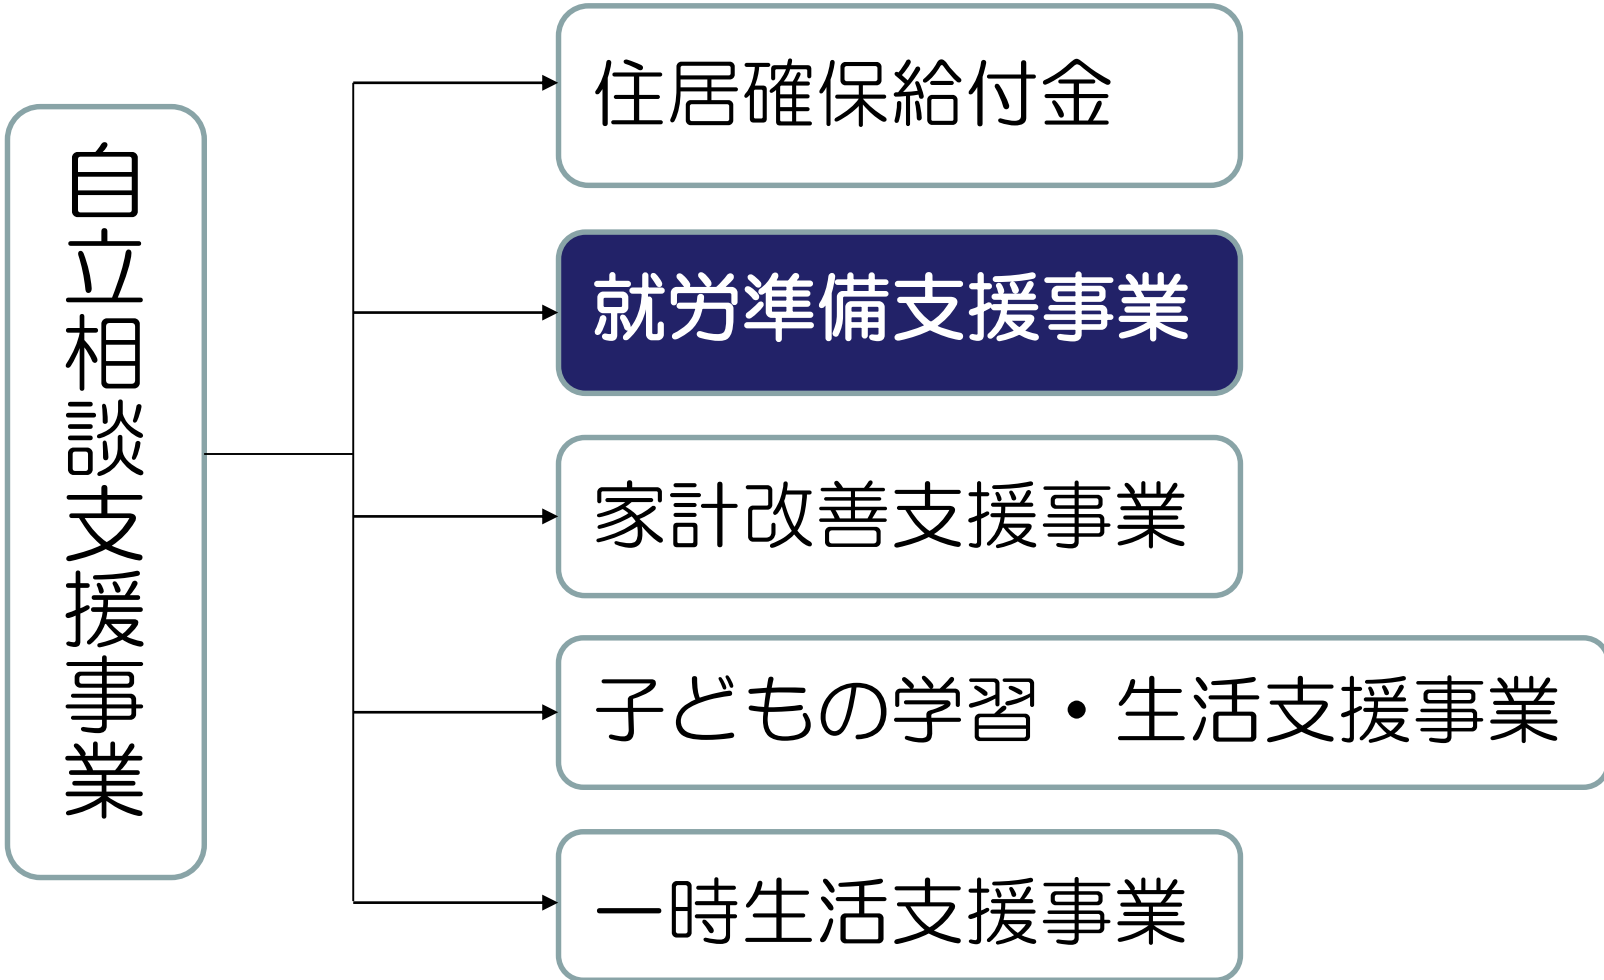 自立相談支援事業
住居確保給付金
就労準備支援事業
家計改善支援事業
子どもの学習・生活支援事業
一時生活支援事業